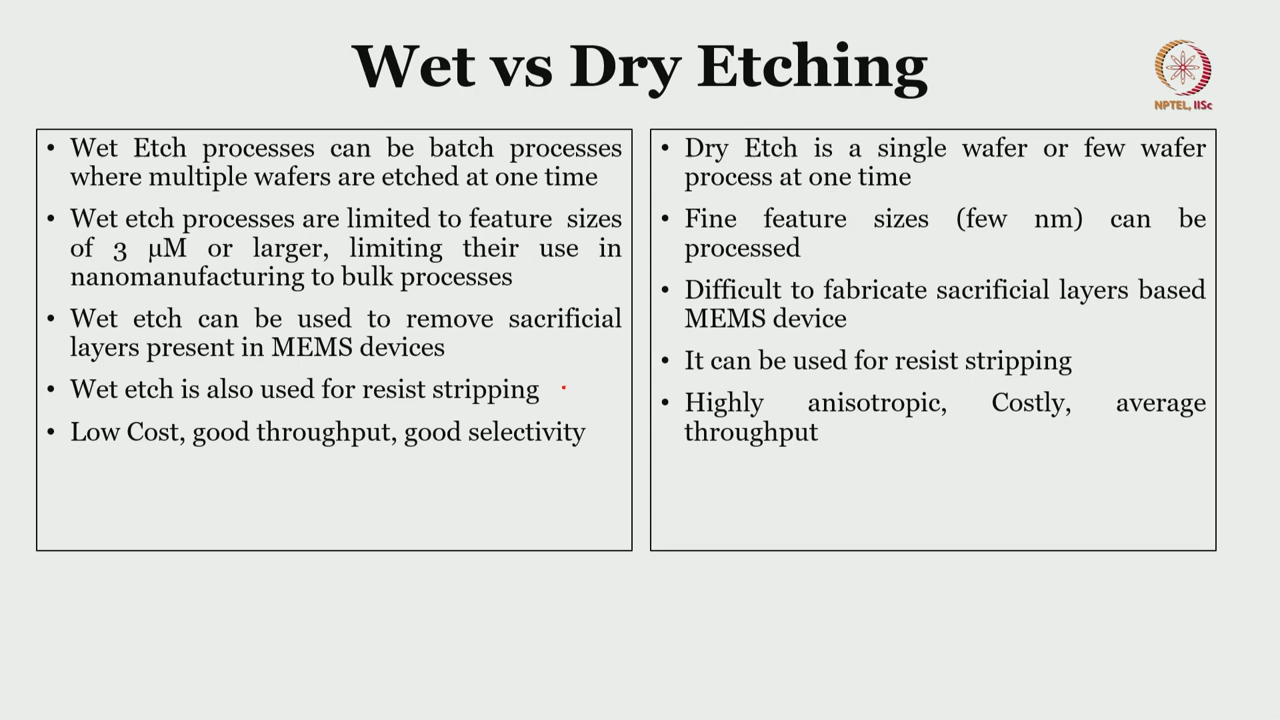 Wet vs Dry Etching
NPTEL, IISc
• Wet Etch processes can be batch processes
where multiple wafers are etched at one time
• Wet etch processes are limited to feature sizes
of 3 µM or larger, limiting their use in
nanomanufacturing to bulk processes
• Wet etch can be used to remove sacrificial
layers present in MEMS devices
• Wet etch is also used for resist stripping
• Low Cost, good throughput, good selectivity
• Dry Etch is a single wafer or few wafer
process at one time
• Fine feature sizes (few nm) can be
processed
• Difficult to fabricate sacrificial layers based
MEMS device
• It can be used for resist stripping
• Highly anisotropic, Costly, average
throughput